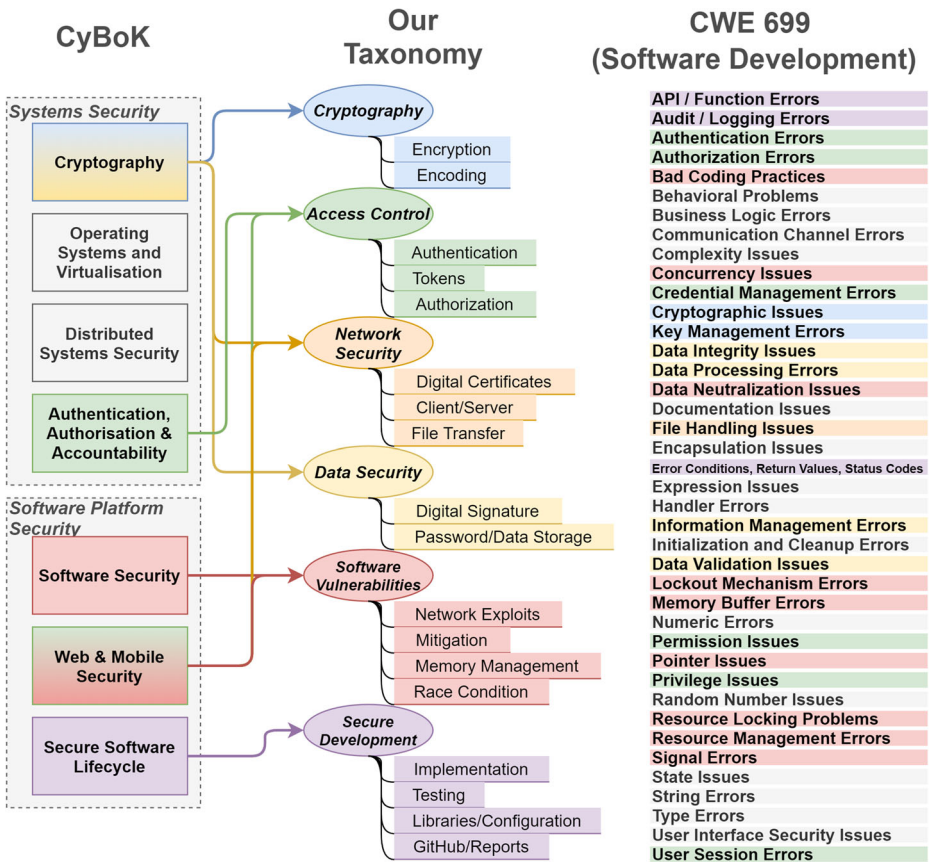 CyBoK
Systems Security
Cryptography
Operating
Systems and
Virtualisation
Distributed
Systems Security
Authentication,
Authorisation &
Accountability
Software Platform
Security
Software Security
Web & Mobile
Security
Secure Software
Lifecycle
Our
Taxonomy
Cryptography
Encryption
Encoding
Access Control
Authentication
Tokens
Authorization
Network
Security
Digital Certificates
Client/Server
File Transfer
Data Security
Digital Signature
Password/Data Storage
Software
Vulnerabilities
Network Exploits
Mitigation
Memory Management
Race Condition
Secure
Development
Implementation
Testing
Libraries/Configuration
GitHub/Reports
CWE 699
(Software Development)
API / Function Errors
Audit / Logging Errors
Authentication Errors
Authorization Errors
Bad Coding Practices
Behavioral Problems
Business Logic Errors
Communication Channel Errors
Complexity Issues
Concurrency Issues
Credential Management Errors
Cryptographic Issues
Key Management Errors
Data Integrity Issues
Data Processing Errors
Data Neutralization Issues
Documentation Issues
File Handling Issues
Encapsulation Issues
Error Conditions, Return Values, Status Codes
Expression Issues
Handler Errors
Information Management Errors
Initialization and Cleanup Errors
Data Validation Issues
Lockout Mechanism Errors
Memory Buffer Errors
Numeric Errors
Permission Issues
Pointer Issues
Privilege Issues
Random Number Issues
Resource Locking Problems
Resource Management Errors
Signal Errors
State Issues
String Errors
Type Errors
User Interface Security Issues
User Session Errors